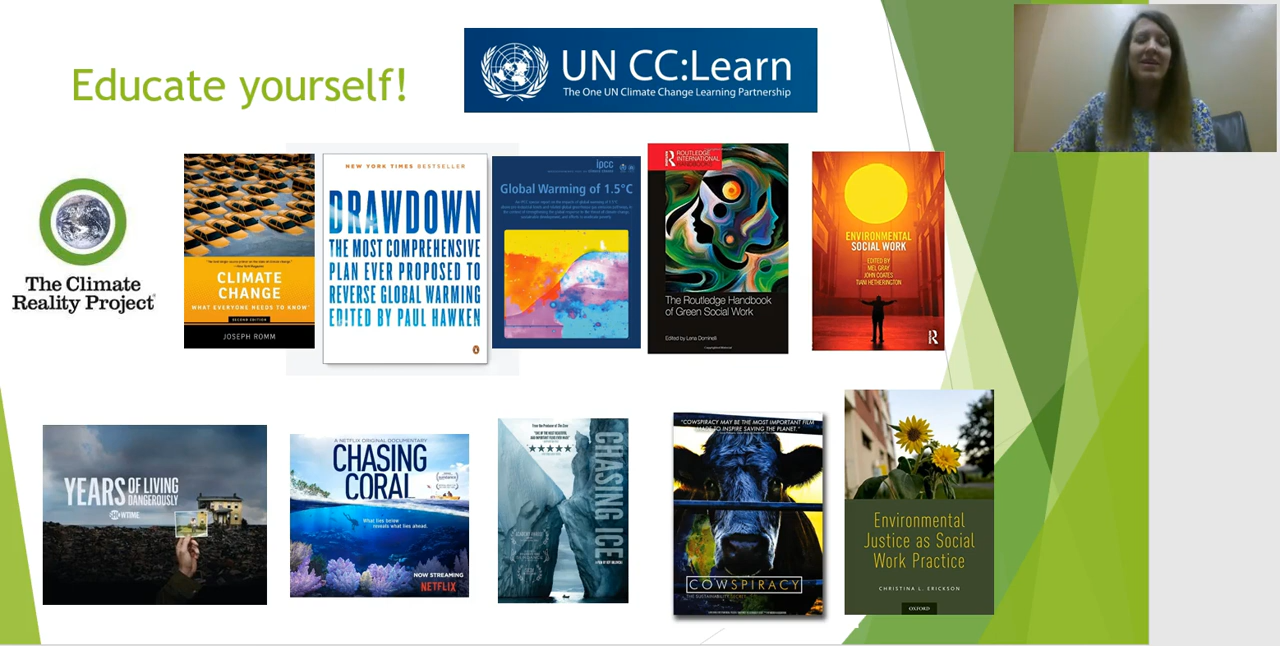 Educate yourself!
UN CC:Learn
The One UN Climate Change Learning Partnership
The Climate
Reality Project
CLIMATE
CHANGE
WHAT EVERYONE NEEDS TO KNOW
SECOND EDITION
JOSEPH ROMM
NEW YORK TIMES BESTSELLER
DRAWDOWN
THE MOST COMPREHENSIVE
PLAN EVER PROPOSED TO
REVERSE GLOBAL WARMING
EDITED BY PAUL HAWKEN
ipcc
Global Warming of 1.5°C
ROUTLEDGE
INTERNATIONAL
HANDBOOKS
The Routledge Handbook
of Green Social Work
Edited by Lena Dominelli
ENVIRONMENTAL
SOCIAL WORK
EDITED BY
MEL GRAY
JOHN COATES
TIANI HETHERINGTON
R
YEARS OF LIVING
DANGEROUSLY
SHOWTIME
A NETFLIX ORIGINAL DOCUMENTARY
CHASING
CORAL
What lies below
reveals what lies ahead.
NOW STREAMING
NETFLIX
CHASING ICE
"COWSPIRACY MAY BE THE MOST IMPORTANT FILM
MADE TO INSPIRE SAVING THE PLANET."
COWSPIRACY
THE SUSTAINABILITY SECRET
Environmental
Justice as Social
Work Practice
CHRISTINA L. ERICKSON
OXFORD